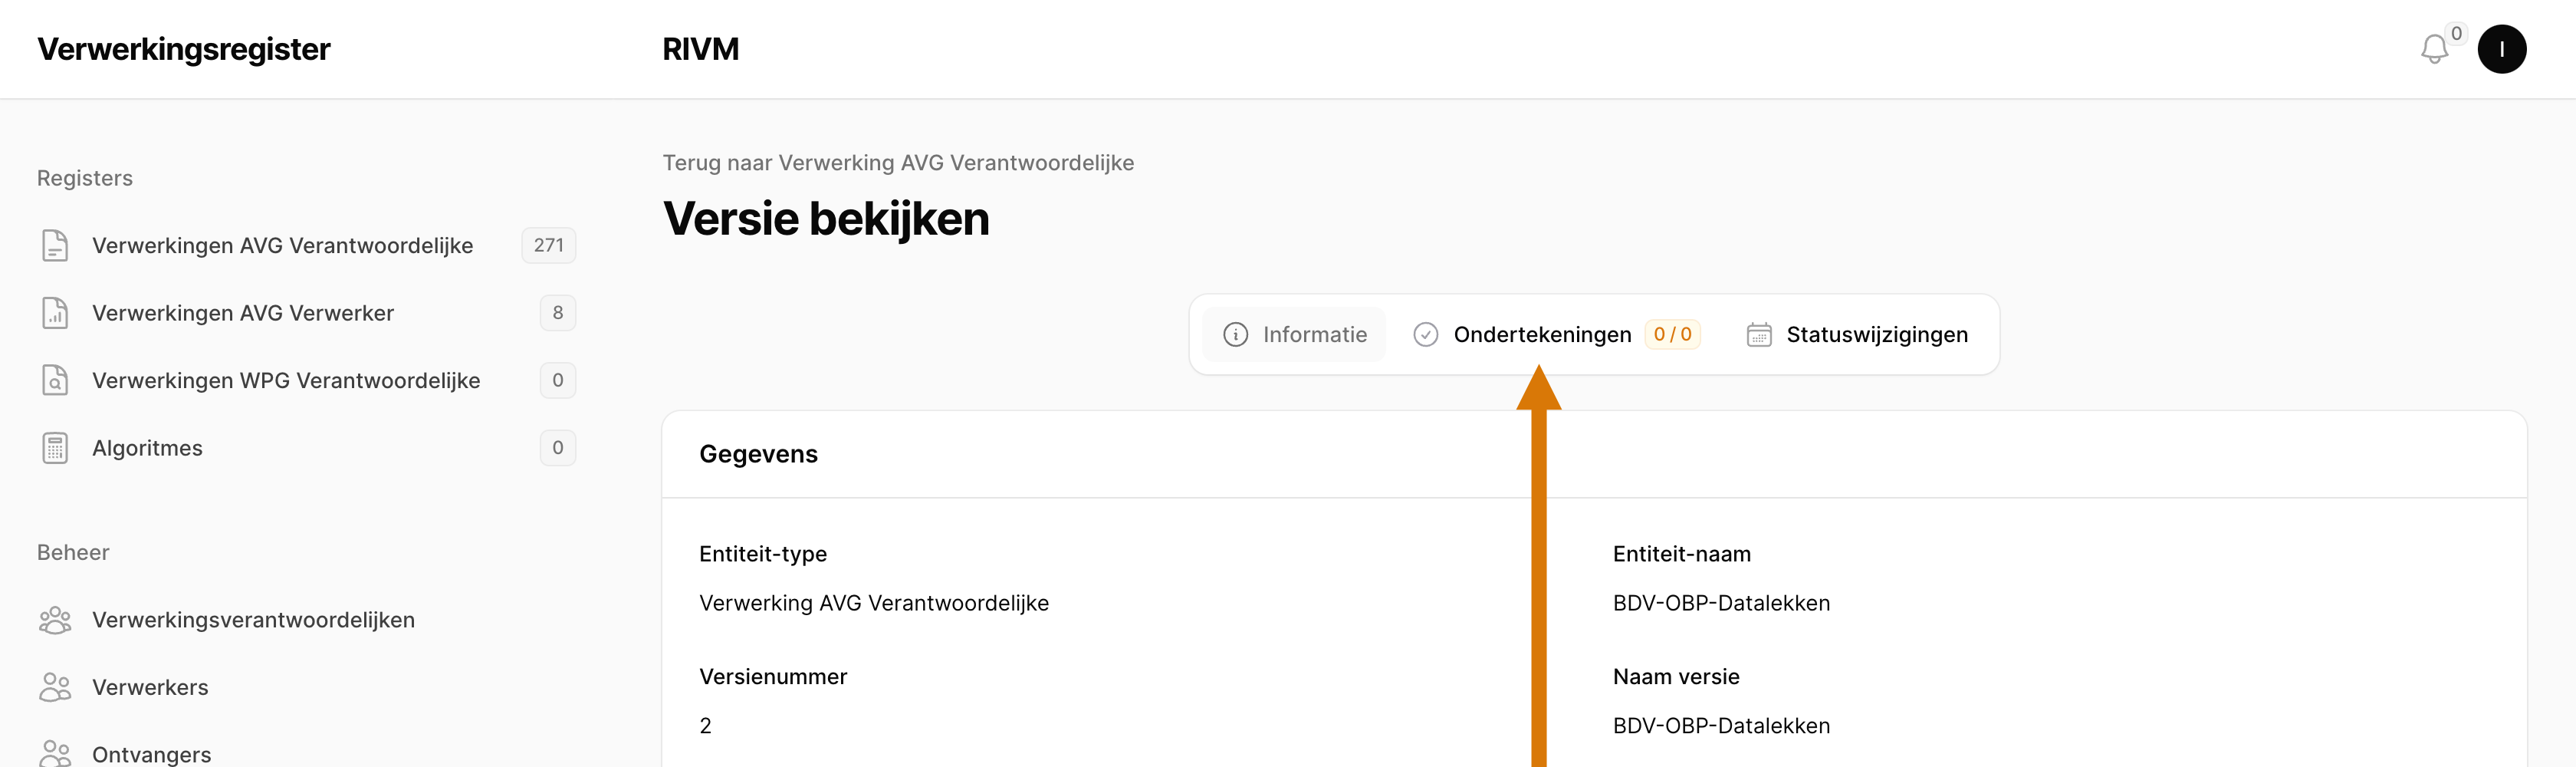 Verwerkingsregister
RIVM
0
I
Registers
Verwerkingen AVG Verantwoordelijke 271
Verwerkingen AVG Verwerker 8
Verwerkingen WPG Verantwoordelijke 0
Algoritmes 0
Beheer
Verwerkingsverantwoordelijken
Verwerkers
Ontvangers
Terug naar Verwerking AVG Verantwoordelijke
Versie bekijken
Informatie Ondertekeningen 0 / 0 Statuswijzigingen
Gegevens
Entiteit-type
Verwerking AVG Verantwoordelijke
Entiteit-naam
BDV-OBP-Datalekken
Versienummer
2
Naam versie
BDV-OBP-Datalekken